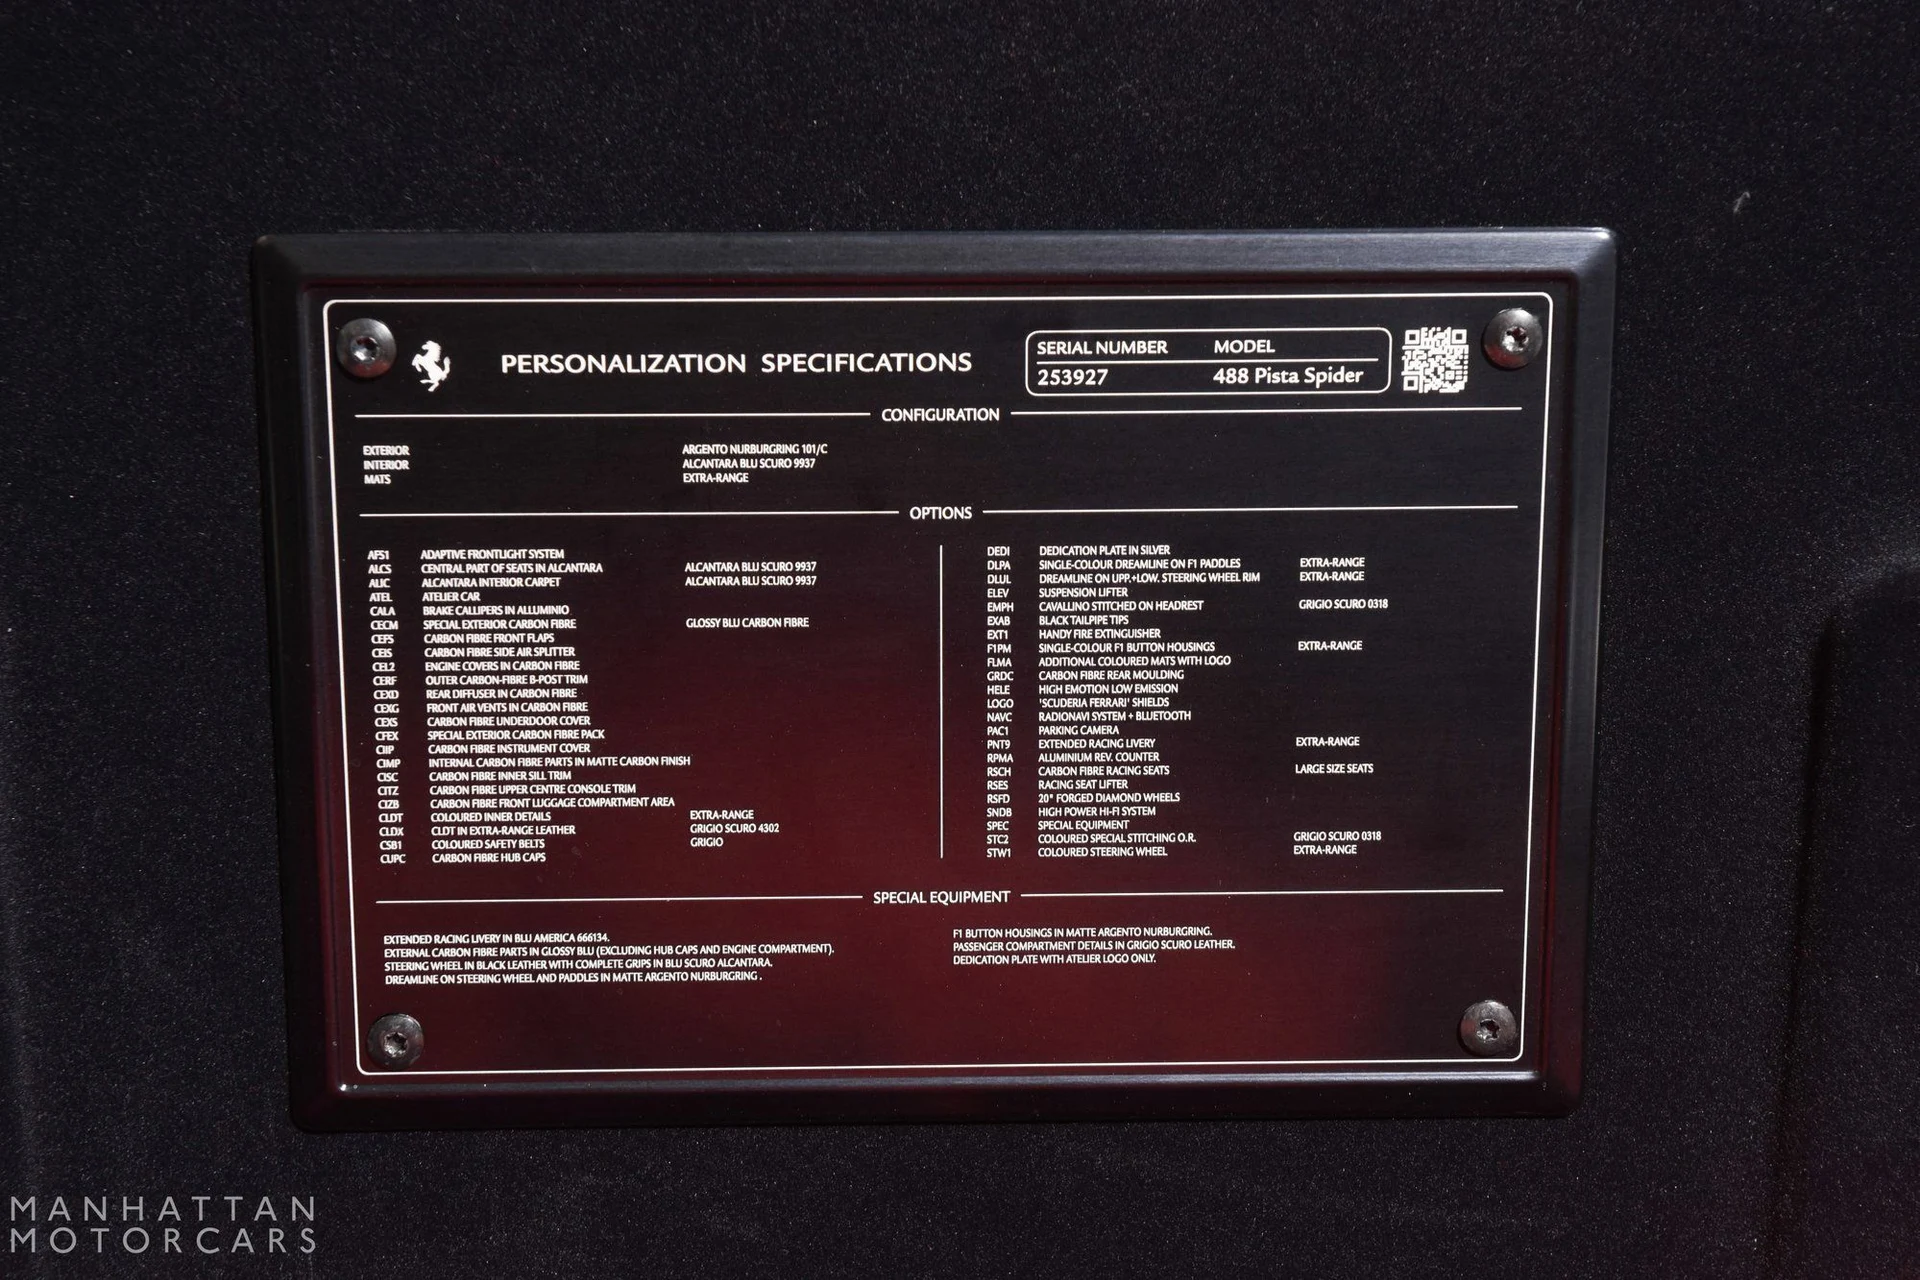 PERSONALIZATION SPECIFICATIONS
SERIAL NUMBER MODEL
253927 488 Pista Spider
CONFIGURATION
EXTERIOR ARGENTO NURBURGRING 101/C
INTERIOR ALCANTARA BLU SCURO 9937
MATS EXTRA-RANGE
OPTIONS
AFS1 ADAPTIVE FRONTLIGHT SYSTEM
ALCS CENTRAL PART OF SEATS IN ALCANTARA ALCANTARA BLU SCURO 9937
ALIC ALCANTARA INTERIOR CARPET ALCANTARA BLU SCURO 9937
ATEL ATELIER CAR
CALA BRAKE CALLIPERS IN ALLUMINIO
CECM SPECIAL EXTERIOR CARBON FIBRE GLOSSY BLU CARBON FIBRE
CEFS CARBON FIBRE FRONT FLAPS
CEIS CARBON FIBRE SIDE AIR SPLITTER
CEL2 ENGINE COVERS IN CARBON FIBRE
CERF OUTER CARBON-FIBRE B-POST TRIM
CEXD REAR DIFFUSER IN CARBON FIBRE
CEXG FRONT AIR VENTS IN CARBON FIBRE
CEXS CARBON FIBRE UNDERDOOR COVER
CFEX SPECIAL EXTERIOR CARBON FIBRE PACK
CIIP CARBON FIBRE INSTRUMENT COVER
CIMP INTERNAL CARBON FIBRE PARTS IN MATTE CARBON FINISH
CISC CARBON FIBRE INNER SILL TRIM
CITZ CARBON FIBRE UPPER CENTRE CONSOLE TRIM
CIZB CARBON FIBRE FRONT LUGGAGE COMPARTMENT AREA
CLDT COLOURED INNER DETAILS EXTRA-RANGE
CLDX CLDT IN EXTRA-RANGE LEATHER GRIGIO SCURO 4302
CSB1 COLOURED SAFETY BELTS GRIGIO
CUPC CARBON FIBRE HUB CAPS
DEDI DEDICATION PLATE IN SILVER
DLPA SINGLE-COLOUR DREAMLINE ON F1 PADDLES EXTRA-RANGE
DLUL DREAMLINE ON UPP.+LOW. STEERING WHEEL RIM EXTRA-RANGE
ELEV SUSPENSION LIFTER
EMPH CAVALLINO STITCHED ON HEADREST GRIGIO SCURO 0318
EXAB BLACK TAILPIPE TIPS
EXT1 HANDY FIRE EXTINGUISHER
F1PM SINGLE-COLOUR F1 BUTTON HOUSINGS EXTRA-RANGE
FLMA ADDITIONAL COLOURED MATS WITH LOGO
GRDC CARBON FIBRE REAR MOULDING
HELE HIGH EMOTION LOW EMISSION
LOGO 'SCUDERIA FERRARI' SHIELDS
NAVC RADIONAVI SYSTEM + BLUETOOTH
PAC1 PARKING CAMERA
PNT9 EXTENDED RACING LIVERY EXTRA-RANGE
RPMA ALUMINIUM REV. COUNTER
RSCH CARBON FIBRE RACING SEATS LARGE SIZE SEATS
RSES RACING SEAT LIFTER
RSFD 20" FORGED DIAMOND WHEELS
SNDB HIGH POWER HI-FI SYSTEM
SPEC SPECIAL EQUIPMENT
STC2 COLOURED SPECIAL STITCHING O.R. GRIGIO SCURO 0318
STW1 COLOURED STEERING WHEEL EXTRA-RANGE
SPECIAL EQUIPMENT
EXTENDED RACING LIVERY IN BLU AMERICA 666134.
EXTERNAL CARBON FIBRE PARTS IN GLOSSY BLU (EXCLUDING HUB CAPS AND ENGINE COMPARTMENT).
STEERING WHEEL IN BLACK LEATHER WITH COMPLETE GRIPS IN BLU SCURO ALCANTARA.
DREAMLINE ON STEERING WHEEL AND PADDLES IN MATTE ARGENTO NURBURGRING .
F1 BUTTON HOUSINGS IN MATTE ARGENTO NURBURGRING.
PASSENGER COMPARTMENT DETAILS IN GRIGIO SCURO LEATHER.
DEDICATION PLATE WITH ATELIER LOGO ONLY.
MANHATTAN
MOTORCARS